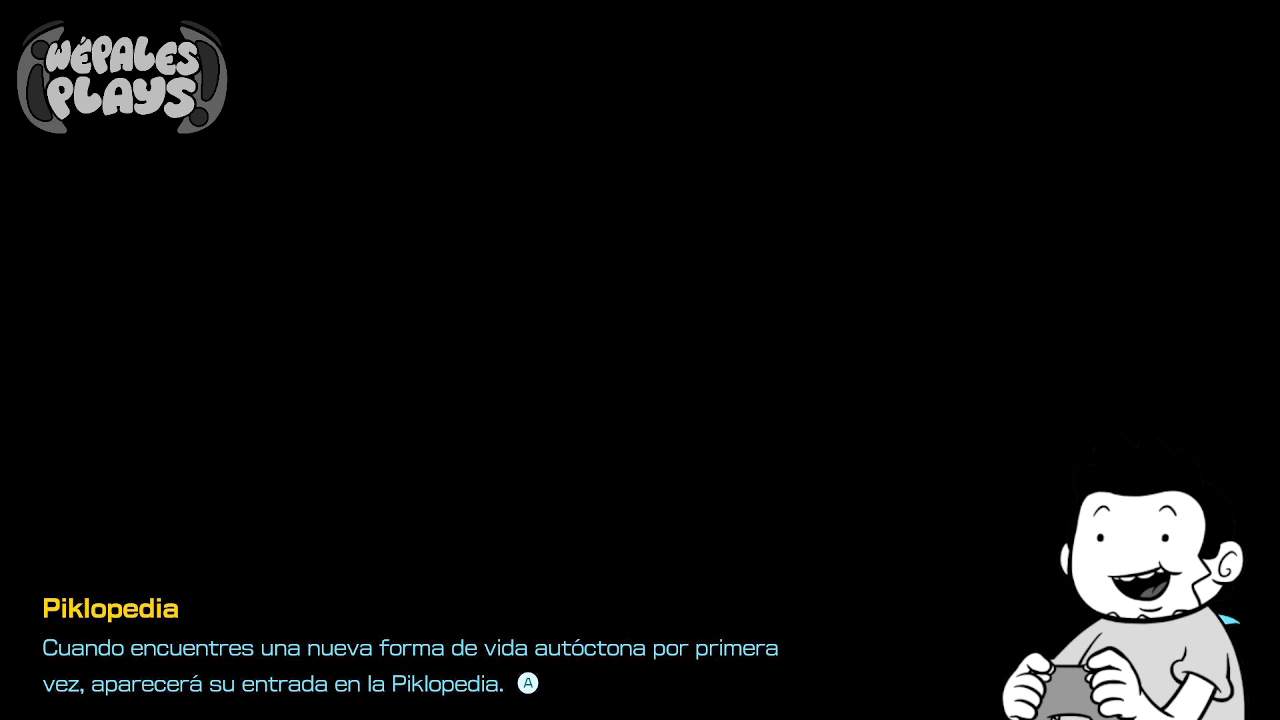 WÉPALES
PLAYS
Piklopedia
Cuando encuentres una nueva forma de vida autóctona por primera
vez, aparecerá su entrada en la Piklopedia. A